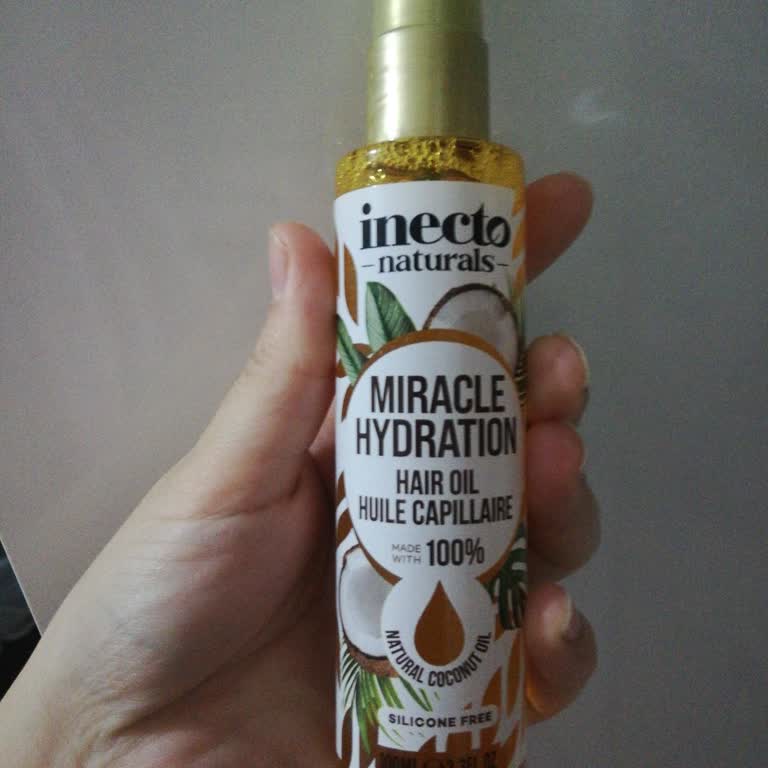 inecto
-naturals-
MIRACLE
HYDRATION
HAIR OIL
HUILE CAPILLAIRE
MADE
WITH 100%
NATURAL COCONUT OIL
SILICONE FREE